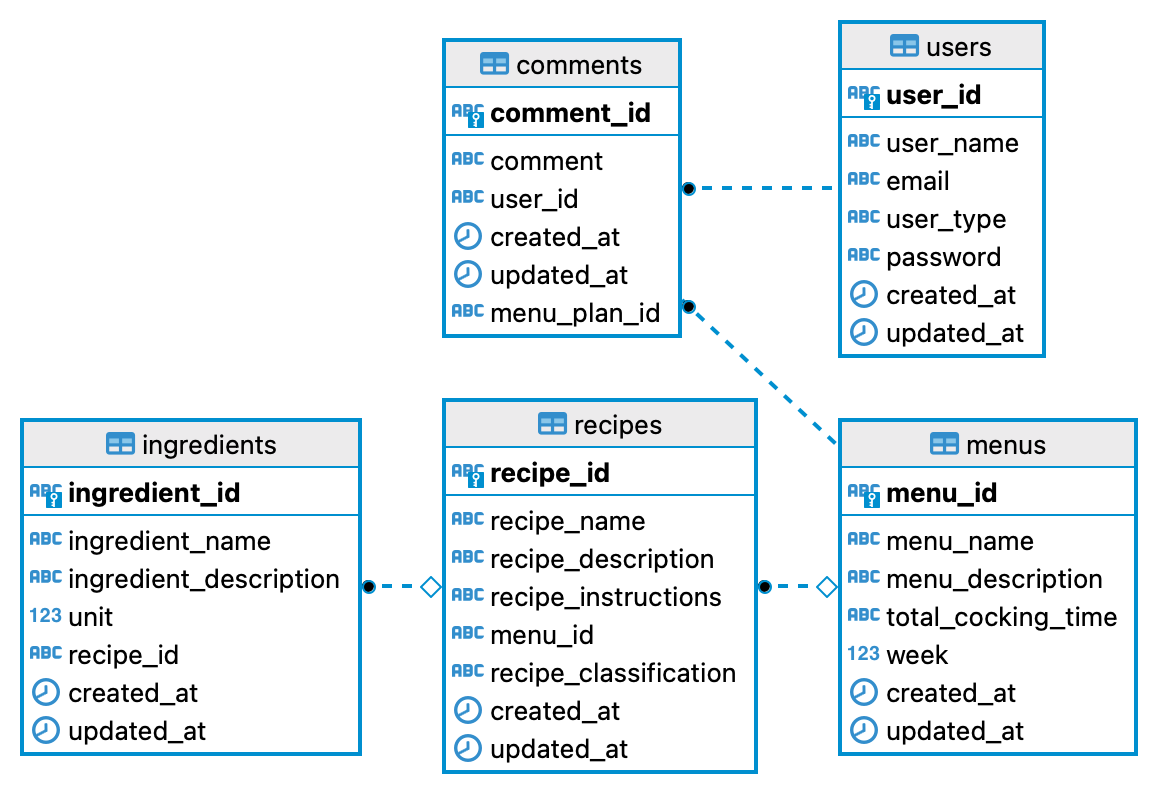 comments
ABC comment_id
ABC comment
ABC user_id
created_at
updated_at
ABC menu_plan_id
users
ABC user_id
ABC user_name
ABC email
ABC user_type
ABC password
created_at
updated_at
ingredients
ABC ingredient_id
ABC ingredient_name
ABC ingredient_description
123 unit
ABC recipe_id
created_at
updated_at
recipes
ABC recipe_id
ABC recipe_name
ABC recipe_description
ABC recipe_instructions
ABC menu_id
ABC recipe_classification
created_at
updated_at
menus
ABC menu_id
ABC menu_name
ABC menu_description
ABC total_cocking_time
123 week
created_at
updated_at